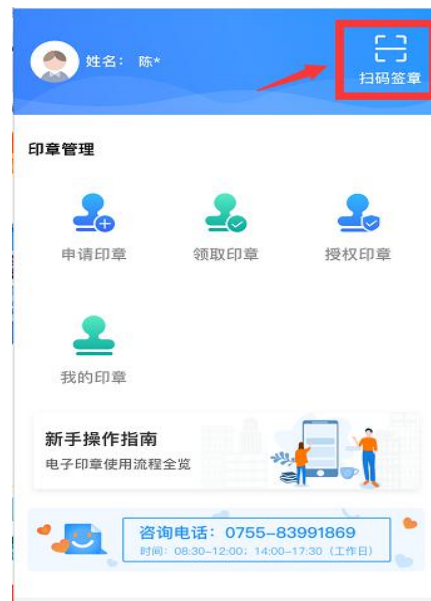 姓名： 陈*
扫码签章
印章管理
申请印章
领取印章
授权印章
我的印章
新手操作指南
电子印章使用流程全览
咨询电话：0755-83991869
时间：08:30-12:00；14:00-17:30（工作日）